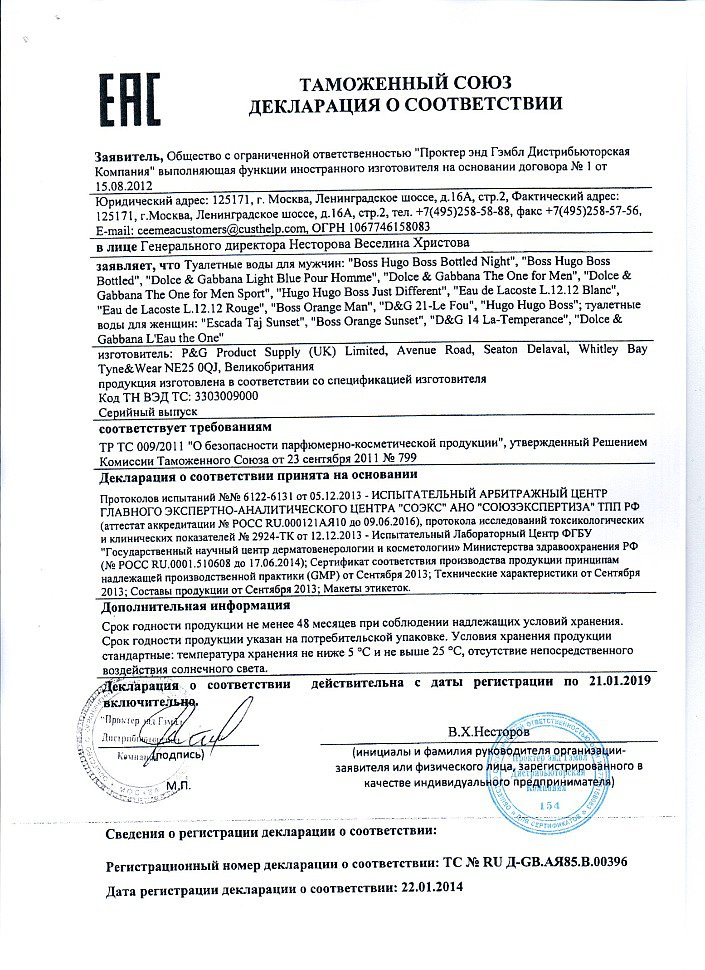 ЕАС
ТАМОЖЕННЫЙ СОЮЗ
ДЕКЛАРАЦИЯ О СООТВЕТСТВИИ
Заявитель, Общество с ограниченной ответственностью "Проктер энд Гэмбл Дистрибьюторская
Компания" выполняющая функции иностранного изготовителя на основании договора № 1 от
15.08.2012
Юридический адрес: 125171, г. Москва, Ленинградское шоссе, д.16А, стр.2, Фактический адрес:
125171, г.Москва, Ленинградское шоссе, д.16А, стр.2, тел. +7(495)258-58-88, факс +7(495)258-57-56,
E-mail: ceemeacustomers@custhelp.com, ОГРН 1067746158083
в лице Генерального директора Несторова Веселина Христова
заявляет, что Туалетные воды для мужчин: "Boss Hugo Boss Bottled Night", "Boss Hugo Boss
Bottled", "Dolce & Gabbana Light Blue Pour Homme", "Dolce & Gabbana The One for Men", "Dolce &
Gabbana The One for Men Sport", "Hugo Hugo Boss Just Different", "Eau de Lacoste L.12.12 Blanc",
"Eau de Lacoste L.12.12 Rouge", "Boss Orange Man", "D&G 21-Le Fou", "Hugo Hugo Boss"; туалетные
воды для женщин: "Escada Taj Sunset", "Boss Orange Sunset", "D&G 14 La-Temperance", "Dolce &
Gabbana L'Eau the One"
изготовитель: P&G Product Supply (UK) Limited, Avenue Road, Seaton Delaval, Whitley Bay
Tyne&Wear NE25 0QJ, Великобритания
продукция изготовлена в соответствии со спецификацией изготовителя
Код ТН ВЭД ТС: 3303009000
Серийный выпуск
соответствует требованиям
ТР ТС 009/2011 "О безопасности парфюмерно-косметической продукции", утвержденный Решением
Комиссии Таможенного Союза от 23 сентября 2011 № 799
Декларация о соответствии принята на основании
Протоколов испытаний №№ 6122-6131 от 05.12.2013 - ИСПЫТАТЕЛЬНЫЙ АРБИТРАЖНЫЙ ЦЕНТР
ГЛАВНОГО ЭКСПЕРТНО-АНАЛИТИЧЕСКОГО ЦЕНТРА "СОЭКС" АНО "СОЮЗЭКСПЕРТИЗА" ТПП РФ
(аттестат аккредитации № РОСС RU.000121АЯ10 до 09.06.2016), протокола исследований токсикологических
и клинических показателей № 2924-ТК от 12.12.2013 - Испытательный Лабораторный Центр ФГБУ
"Государственный научный центр дерматовенерологии и косметологии» Министерства здравоохранения РФ
(№ РОСС RU.0001.510608 до 17.06.2014); Сертификат соответствия производства продукции принципам
надлежащей производственной практики (GMP) от Сентября 2013; Технические характеристики от Сентября
2013; Составы продукции от Сентября 2013; Макеты этикеток.
Дополнительная информация
Срок годности продукции не менее 48 месяцев при соблюдении надлежащих условий хранения.
Срок годности продукции указан на потребительской упаковке. Условия хранения продукции
стандартные: температура хранения не ниже 5 °С и не выше 25 °С, отсутствие непосредственного
воздействия солнечного света.
Декларация о соответствии действительна с даты регистрации по 21.01.2019
включительно.
"Проктер энд Гэмбл
Компания
(подпись)
М.П.
МОСКВА
В.Х.Несторов
(инициалы и фамилия руководителя организации-
заявителя или физического лица, зарегистрированного в
качестве индивидуального предпринимателя)
Проктер энд Гэмбл
Дистрибьюторская
Компания
154
ДЛЯ СЕРТИФИКАТОВ
Сведения о регистрации декларации о соответствии:
Регистрационный номер декларации о соответствии: ТС № RU Д-GB.АЯ85.В.00396
Дата регистрации декларации о соответствии: 22.01.2014